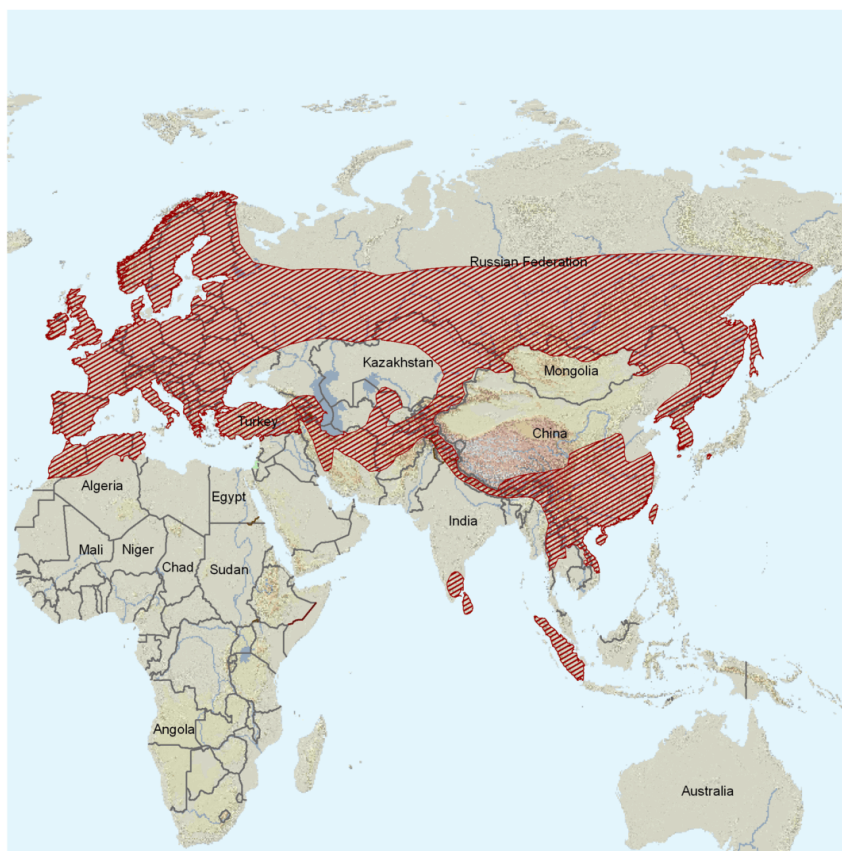 Russian Federation
Kazakhstan
Mongolia
Turkey
China
Algeria
Egypt
India
Mali
Niger
Chad
Sudan
Angola
Australia